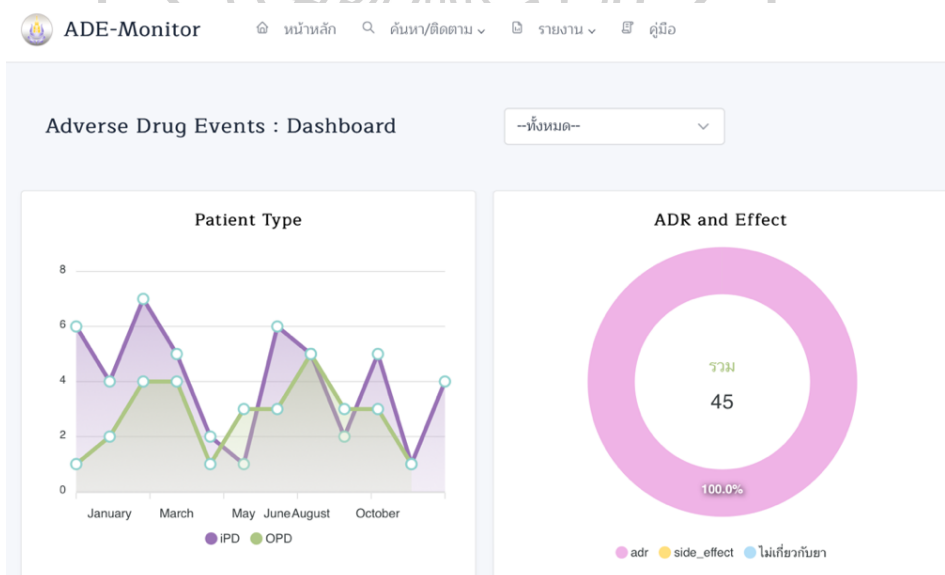 ADE-Monitor หน้าหลัก ค้นหา/ติดตาม รายงาน คู่มือ
Adverse Drug Events : Dashboard --ทั้งหมด--
Patient Type
8
6
4
2
0
January March May June August October
iPD OPD
ADR and Effect
รวม
45
100.0%
adr side_effect ไม่เกี่ยวกับยา